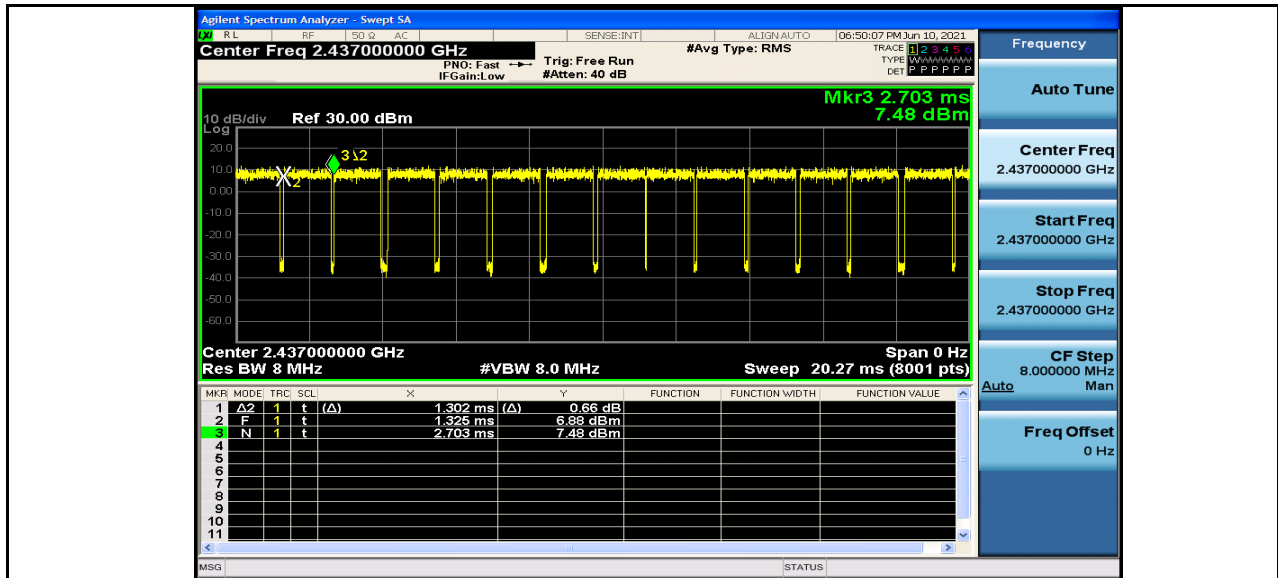 Agilent Spectrum Analyzer - Swept SA
LXI RL RF 50 Ω AC SENSE:INT ALIGN AUTO 06:50:07 PM Jun 10, 2021
Center Freq 2.437000000 GHz #Avg Type: RMS TRACE 1 2 3 4 5 6
PNO: Fast Trig: Free Run TYPE WWWWWW
IFGain:Low #Atten: 40 dB DET P P P P P P
Mkr3 2.703 ms
10 dB/div Ref 30.00 dBm 7.48 dBm
Log
20.0
10.0
0.00
-10.0
-20.0
-30.0
-40.0
-50.0
-60.0
3Δ2
2
Center 2.437000000 GHz Span 0 Hz
Res BW 8 MHz #VBW 8.0 MHz Sweep 20.27 ms (8001 pts)
MKR MODE TRC SCL X Y FUNCTION FUNCTION WIDTH FUNCTION VALUE
1 Δ2 1 t (Δ) 1.302 ms (Δ) 0.66 dB
2 F 1 t 1.325 ms 6.88 dBm
3 N 1 t 2.703 ms 7.48 dBm
4
5
6
7
8
9
10
11
MSG STATUS
Frequency
Auto Tune
Center Freq
2.437000000 GHz
Start Freq
2.437000000 GHz
Stop Freq
2.437000000 GHz
CF Step
8.000000 MHz
Auto Man
Freq Offset
0 Hz